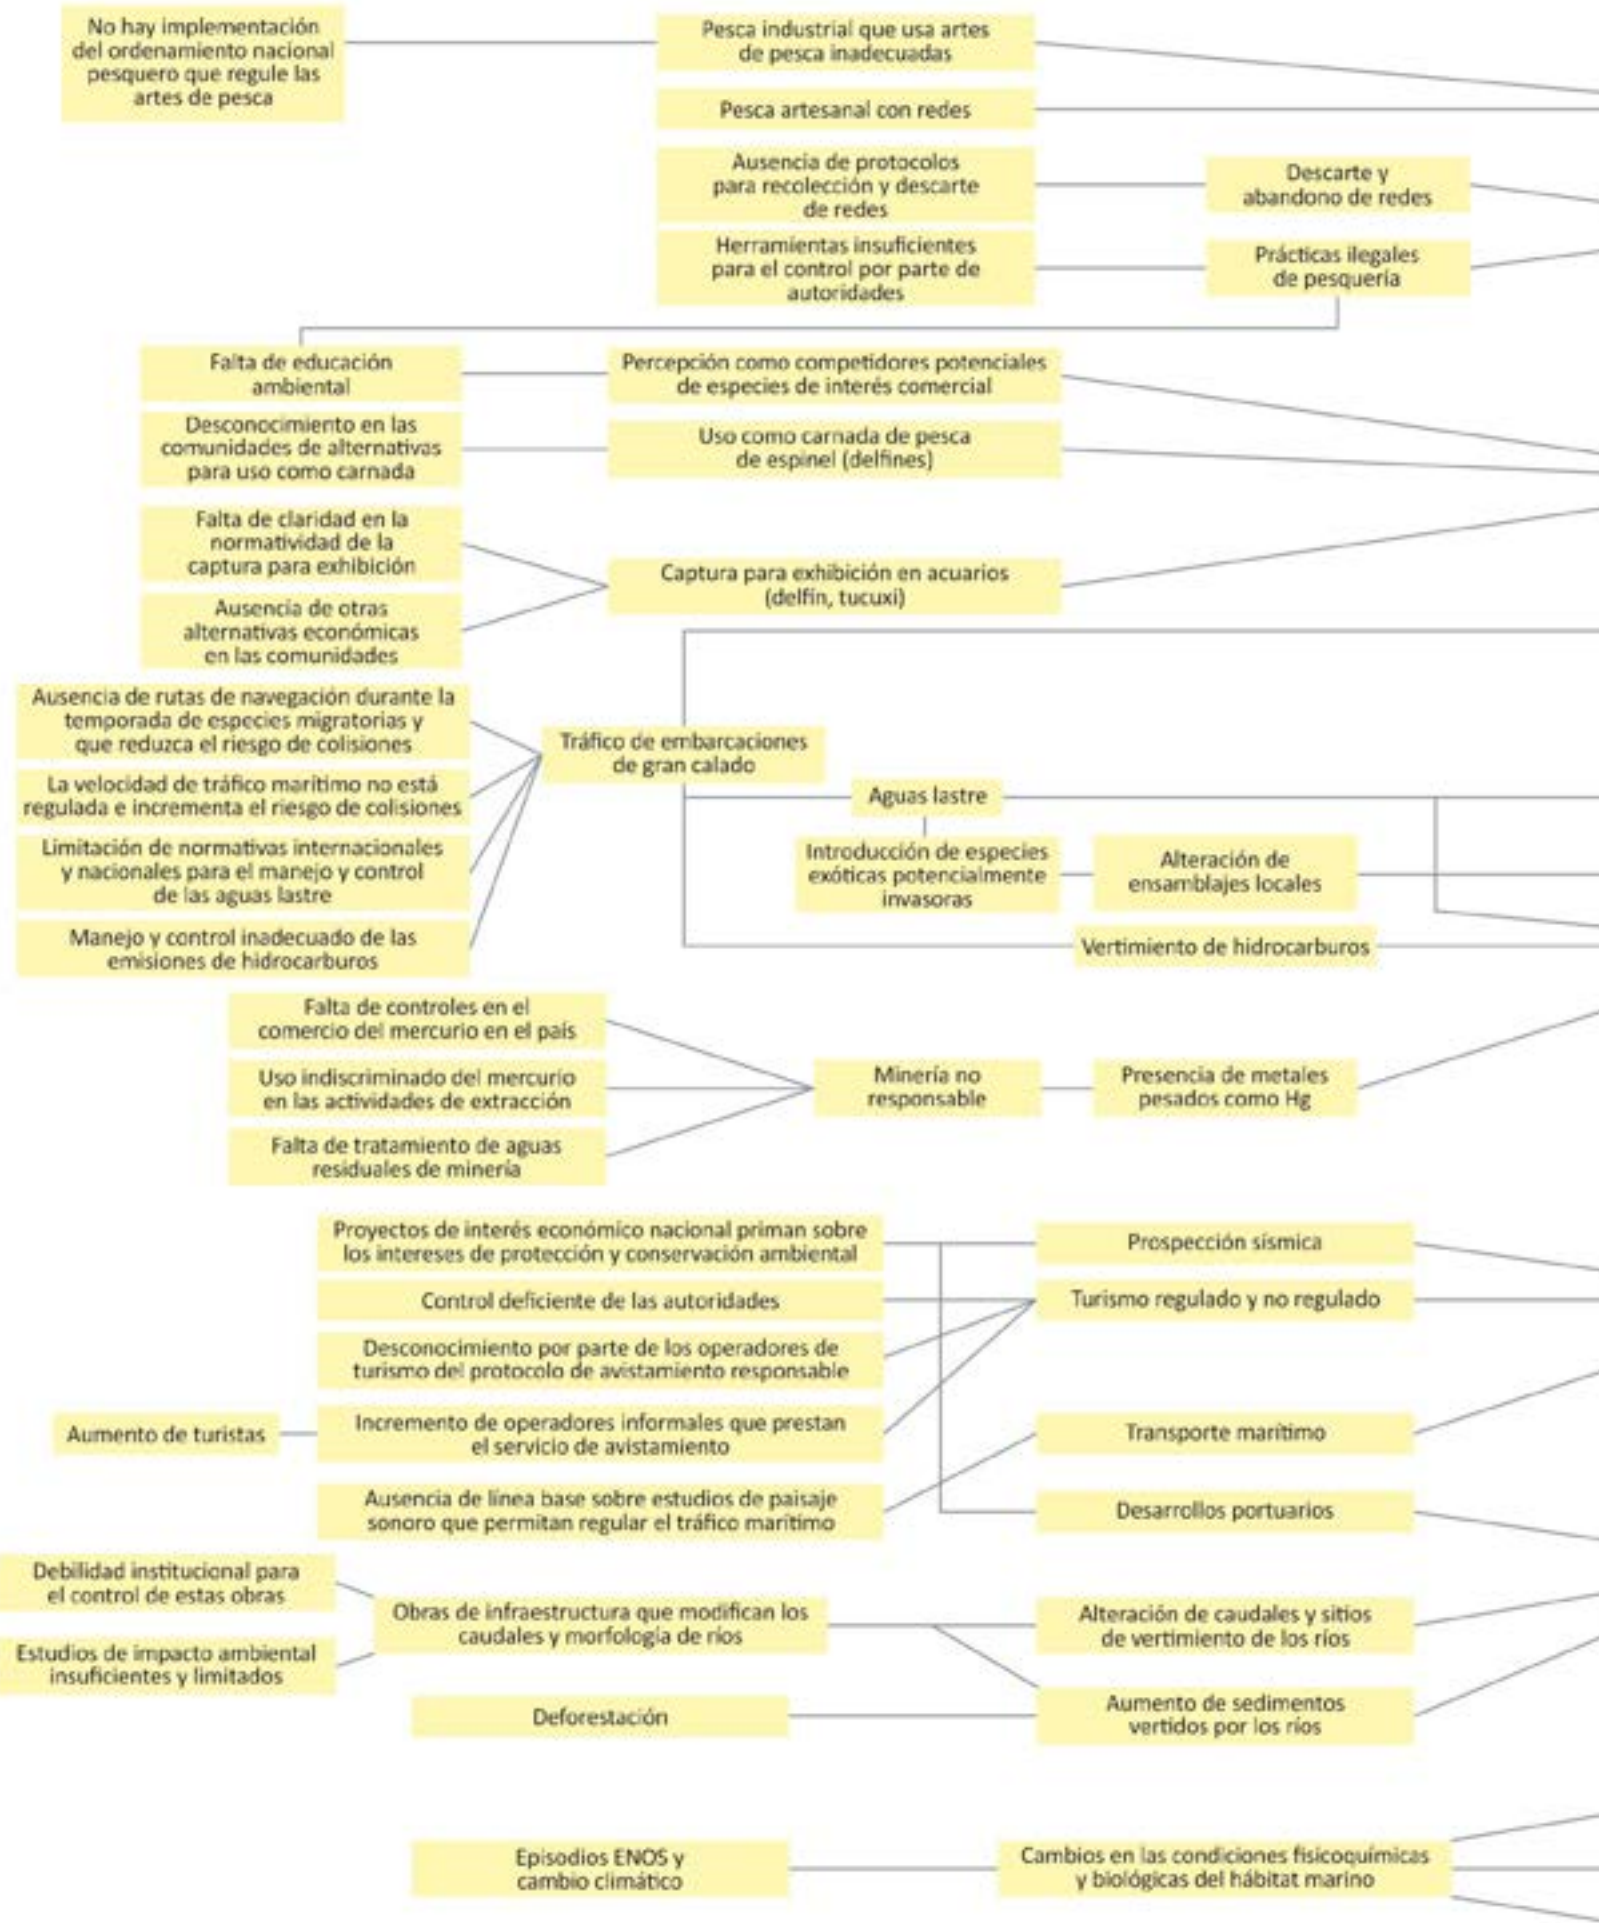 No hay implementación
del ordenamiento nacional
pesquero que regule las
artes de pesca
Pesca industrial que usa artes
de pesca inadecuadas
Pesca artesanal con redes
Ausencia de protocolos
para recolección y descarte
de redes
Descarte y
abandono de redes
Herramientas insuficientes
para el control por parte de
autoridades
Prácticas ilegales
de pesquería
Falta de educación
ambiental
Percepción como competidores potenciales
de especies de interés comercial
Desconocimiento en las
comunidades de alternativas
para uso como carnada
Uso como carnada de pesca
de espinel (delfines)
Falta de claridad en la
normatividad de la
captura para exhibición
Ausencia de otras
alternativas económicas
en las comunidades
Captura para exhibición en acuarios
(delfín, tucuxi)
Ausencia de rutas de navegación durante la
temporada de especies migratorias y
que reduzca el riesgo de colisiones
La velocidad de tráfico marítimo no está
regulada e incrementa el riesgo de colisiones
Limitación de normativas internacionales
y nacionales para el manejo y control
de las aguas lastre
Manejo y control inadecuado de las
emisiones de hidrocarburos
Tráfico de embarcaciones
de gran calado
Aguas lastre
Introducción de especies
exóticas potencialmente
invasoras
Alteración de
ensamblajes locales
Vertimiento de hidrocarburos
Falta de controles en el
comercio del mercurio en el país
Uso indiscriminado del mercurio
en las actividades de extracción
Falta de tratamiento de aguas
residuales de minería
Minería no
responsable
Presencia de metales
pesados como Hg
Proyectos de interés económico nacional priman sobre
los intereses de protección y conservación ambiental
Prospección sísmica
Control deficiente de las autoridades
Turismo regulado y no regulado
Desconocimiento por parte de los operadores de
turismo del protocolo de avistamiento responsable
Aumento de turistas
Incremento de operadores informales que prestan
el servicio de avistamiento
Transporte marítimo
Ausencia de línea base sobre estudios de paisaje
sonoro que permitan regular el tráfico marítimo
Desarrollos portuarios
Debilidad institucional para
el control de estas obras
Estudios de impacto ambiental
insuficientes y limitados
Obras de infraestructura que modifican los
caudales y morfología de ríos
Alteración de caudales y sitios
de vertimiento de los ríos
Deforestación
Aumento de sedimentos
vertidos por los ríos
Episodios ENOS y
cambio climático
Cambios en las condiciones fisicoquímicas
y biológicas del hábitat marino